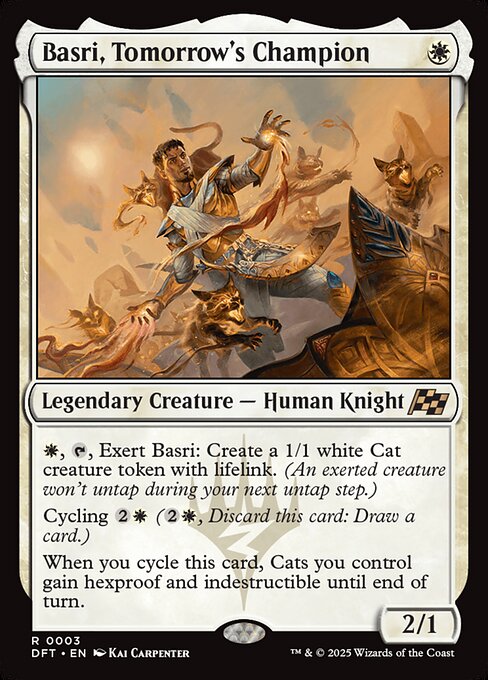 Basri, Tomorrow's Champion
Legendary Creature — Human Knight
, , Exert Basri: Create a 1/1 white Cat
creature token with lifelink. (An exerted creature
won't untap during your next untap step.)
Cycling 2 (2, Discard this card: Draw a
card.)
When you cycle this card, Cats you control
gain hexproof and indestructible until end of
turn.
2/1
R 0003
DFT • EN Kai Carpenter
™ & © 2025 Wizards of the Coast